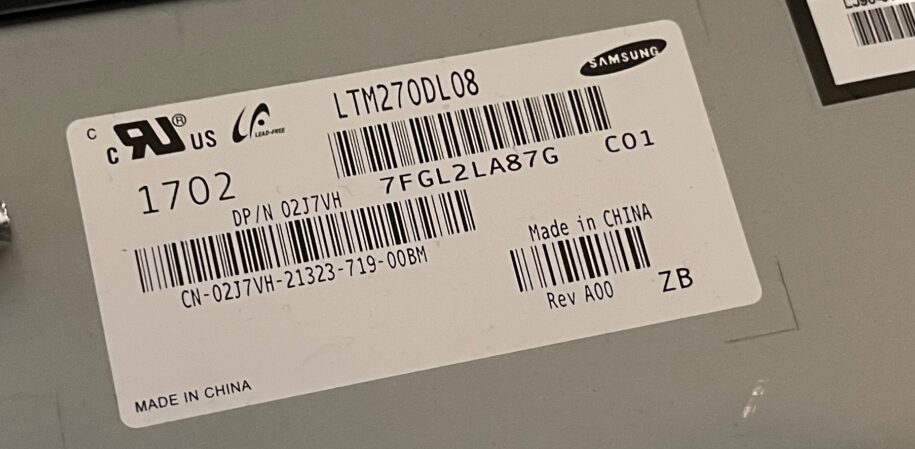 SAMSUNG
LTM270DL08
C
c RU ® US
LEAD-FREE
1702
7FGL2LA87G C01
DP/N 02J7VH
CN-02J7VH-21323-719-00BM
Made in CHINA
Rev A00
ZB
MADE IN CHINA